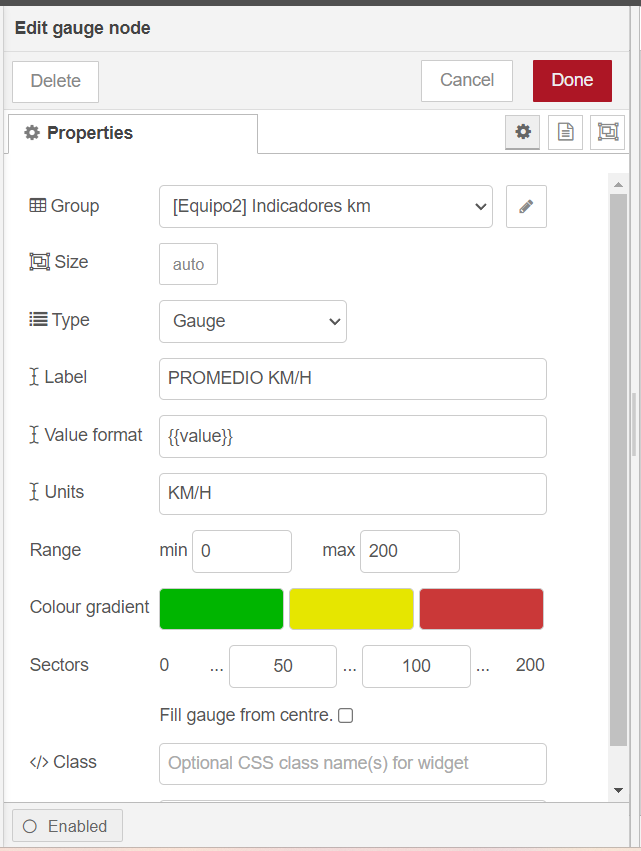 Edit gauge node
Delete Cancel Done
Properties
Group [Equipo2] Indicadores km
Size auto
Type Gauge
Label PROMEDIO KM/H
Value format {{value}}
Units KM/H
Range min 0 max 200
Colour gradient
Sectors 0 ... 50 ... 100 ... 200
Fill gauge from centre.
</> Class Optional CSS class name(s) for widget
Enabled